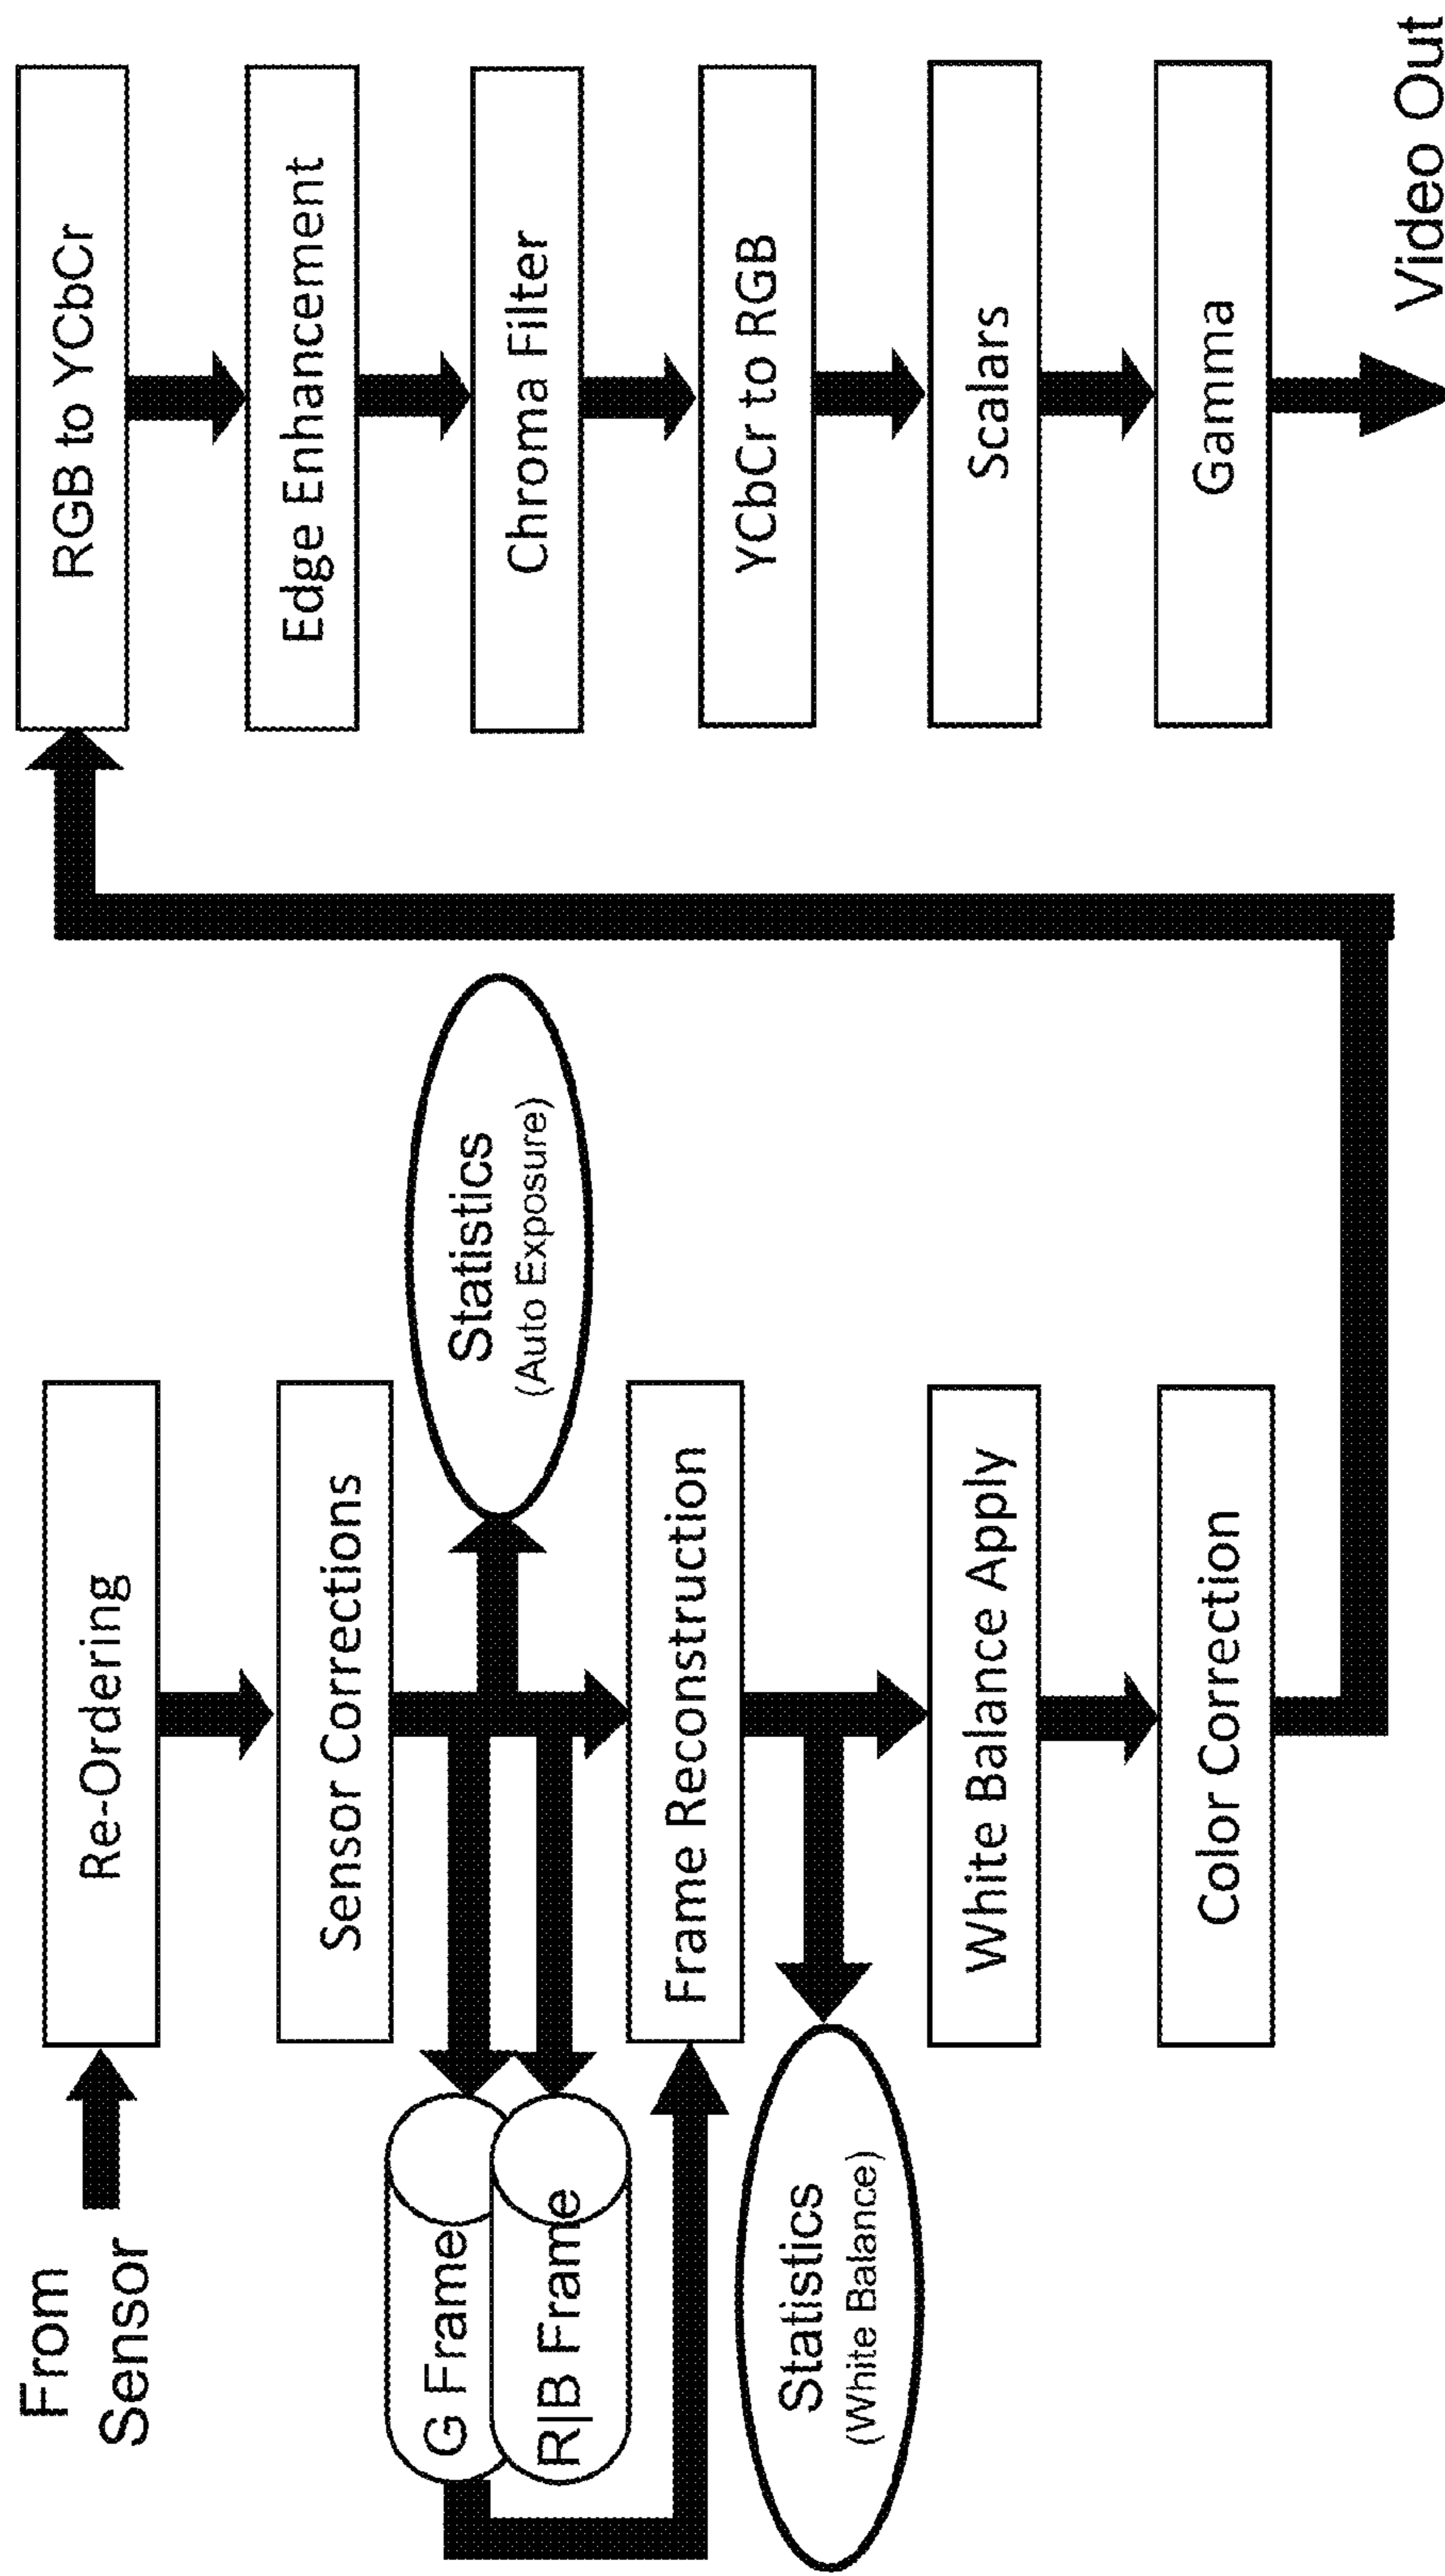 From
Sensor
Re-Ordering
Sensor Corrections
G Frame
R|B Frame
Statistics
(Auto Exposure)
Frame Reconstruction
Statistics
(White Balance)
White Balance Apply
Color Correction
RGB to YCbCr
Edge Enhancement
Chroma Filter
YCbCr to RGB
Scalars
Gamma
Video Out